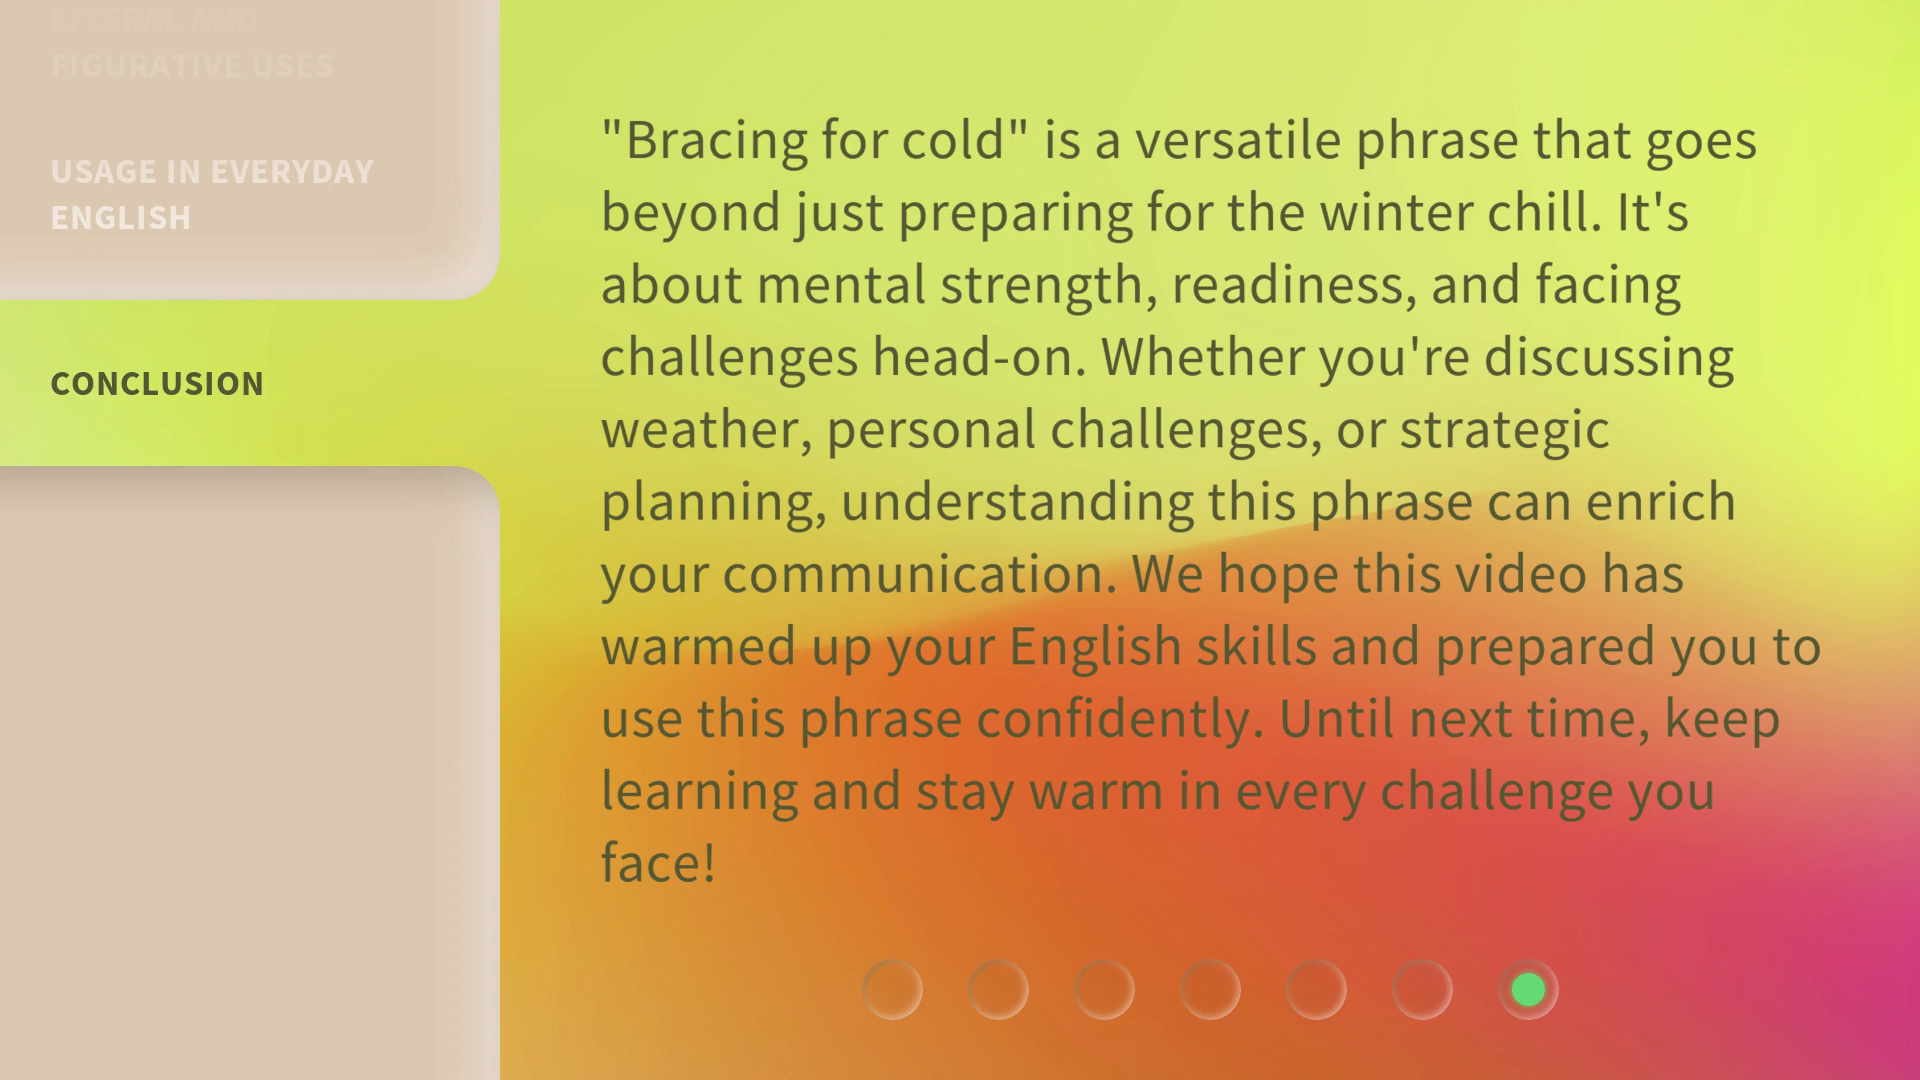 LITERAL AND
FIGURATIVE USES
USAGE IN EVERYDAY
ENGLISH
CONCLUSION
"Bracing for cold" is a versatile phrase that goes
beyond just preparing for the winter chill. It's
about mental strength, readiness, and facing
challenges head-on. Whether you're discussing
weather, personal challenges, or strategic
planning, understanding this phrase can enrich
your communication. We hope this video has
warmed up your English skills and prepared you to
use this phrase confidently. Until next time, keep
learning and stay warm in every challenge you
face!